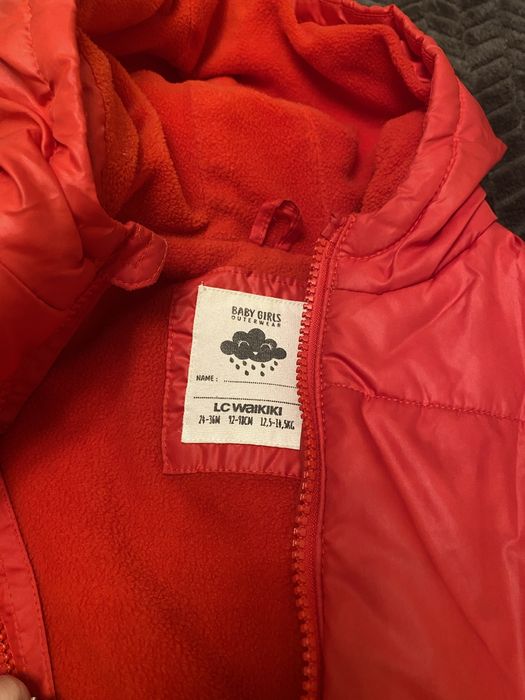 BABY GIRLS
OUTERWEAR
NAME :
LC WAIKIKI
24-36M 92-98CM 12,5-14,5KG